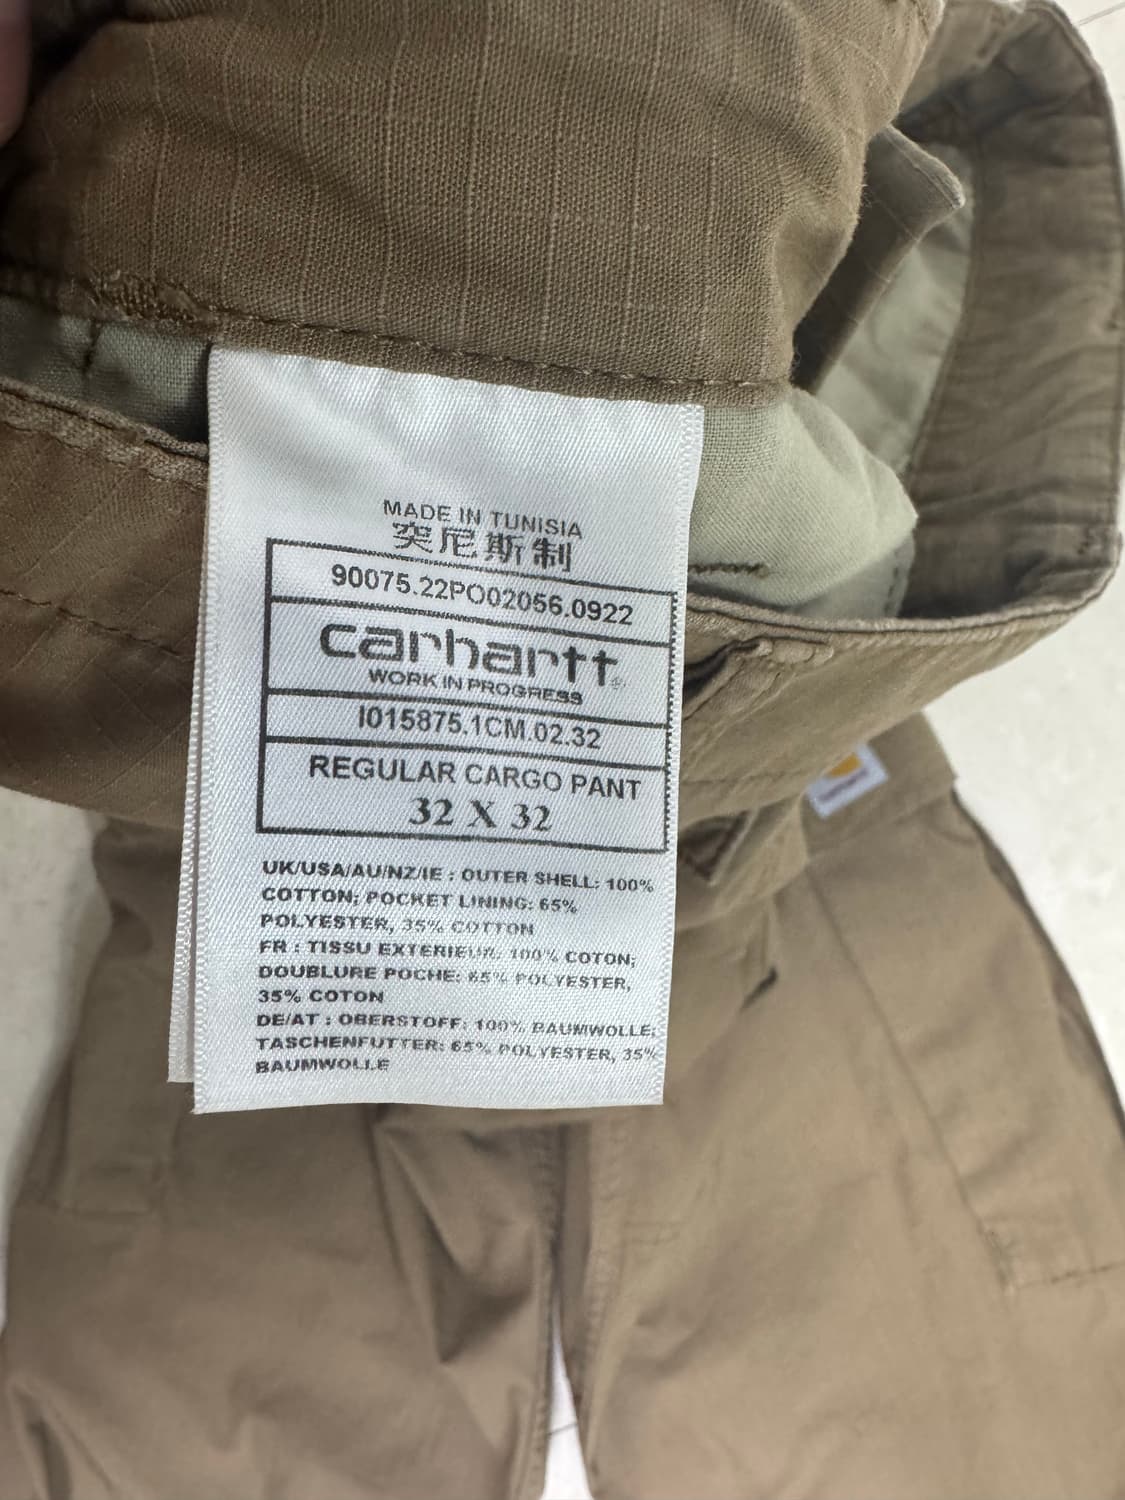 MADE IN TUNISIA
突尼斯制
90075.22PO02056.0922
carhartt®
WORK IN PROGRESS
I015875.1CM.02.32
REGULAR CARGO PANT
32 X 32
UK/USA/AU/NZ/IE : OUTER SHELL: 100%
COTTON; POCKET LINING: 65%
POLYESTER, 35% COTTON
FR : TISSU EXTERIEUR: 100% COTON;
DOUBLURE POCHE: 65% POLYESTER,
35% COTON
DE/AT : OBERSTOFF: 100% BAUMWOLLE;
TASCHENFUTTER: 65% POLYESTER, 35%
BAUMWOLLE